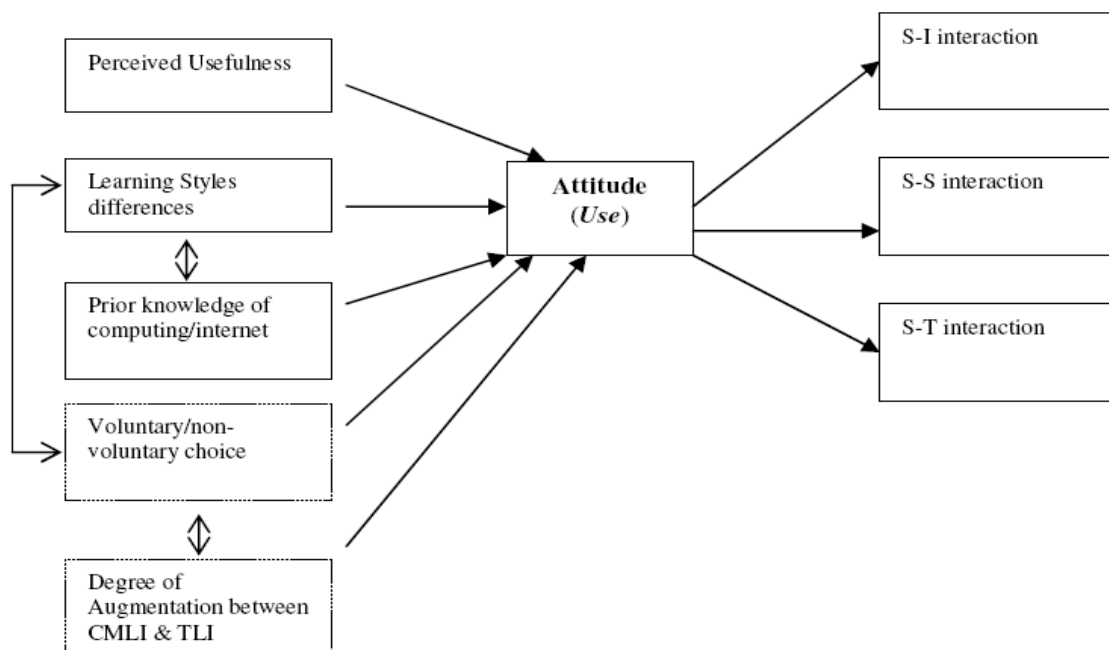 Perceived Usefulness
Learning Styles
differences
Prior knowledge of
computing/internet
Voluntary/non-
voluntary choice
Degree of
Augmentation between
CMLI & TLI
Attitude
(Use)
S-I interaction
S-S interaction
S-T interaction